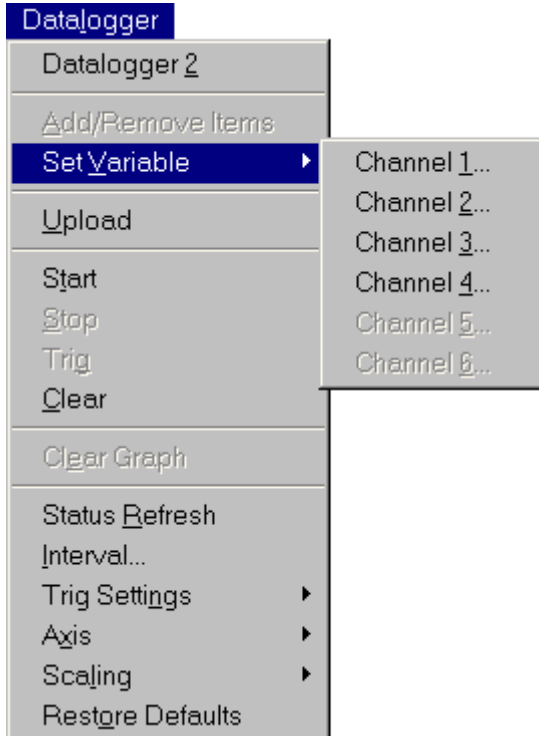 Datalogger
Datalogger 2
Add/Remove Items
Set Variable
Channel 1...
Channel 2...
Channel 3...
Channel 4...
Channel 5...
Channel 6...
Upload
Start
Stop
Trig
Clear
Clear Graph
Status Refresh
Interval...
Trig Settings
Axis
Scaling
Restore Defaults